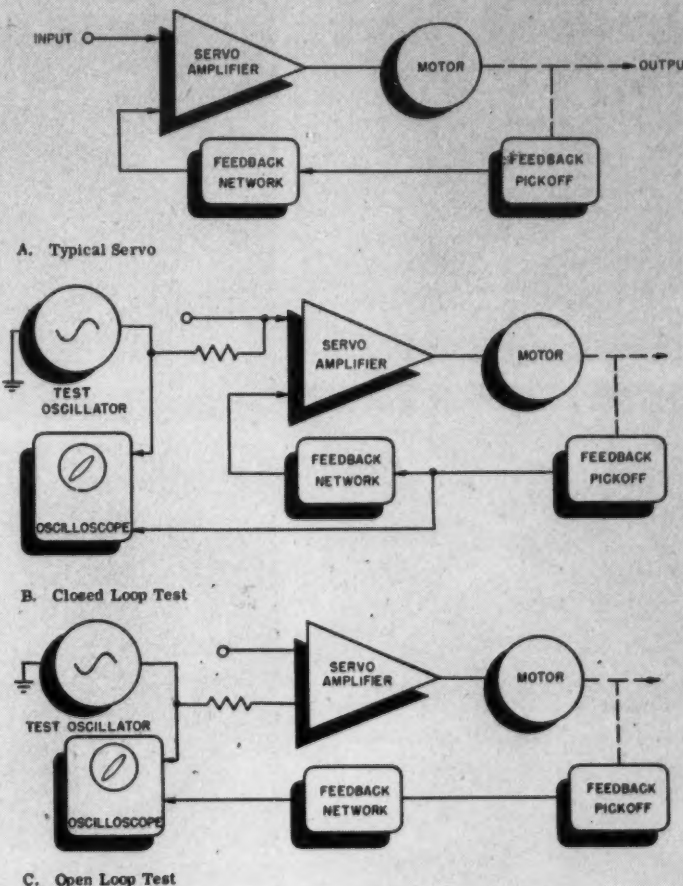 INPUT
SERVO
AMPLIFIER
MOTOR
OUTPU
FEEDBACK
NETWORK
FEEDBACK
PICKOFF
A. Typical Servo
TEST
OSCILLATOR
SERVO
AMPLIFIER
MOTOR
OSCILLOSCOPE
FEEDBACK
NETWORK
FEEDBACK
PICKOFF
B. Closed Loop Test
TEST OSCILLATOR
SERVO
AMPLIFIER
MOTOR
OSCILLOSCOPE
FEEDBACK
NETWORK
FEEDBACK
PICKOFF
C. Open Loop Test